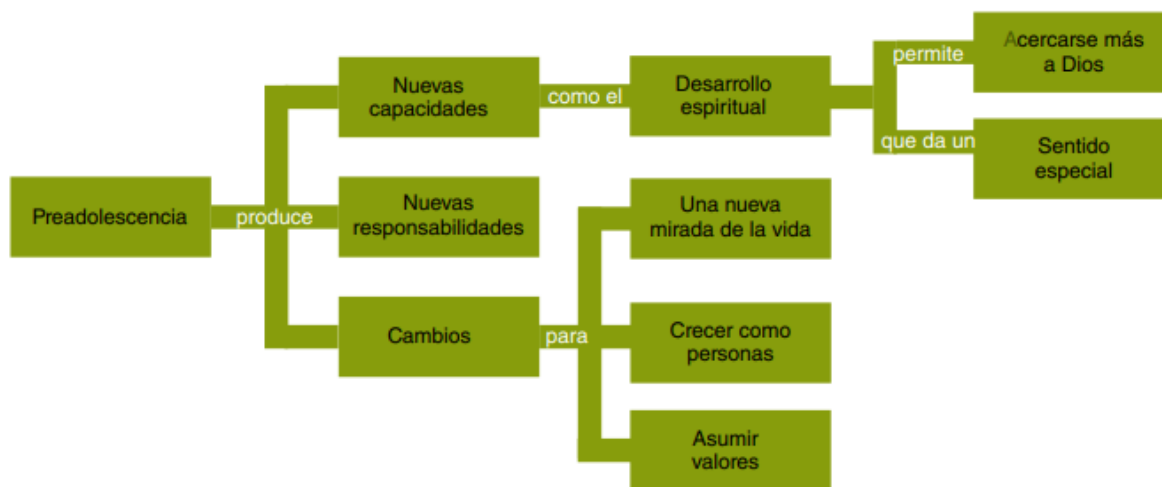 Preadolescencia
produce
Nuevas
capacidades
como el
Desarrollo
espiritual
permite
Acercarse más
a Dios
que da un
Sentido
especial
Nuevas
responsabilidades
Cambios
para
Una nueva
mirada de la vida
Crecer como
personas
Asumir
valores